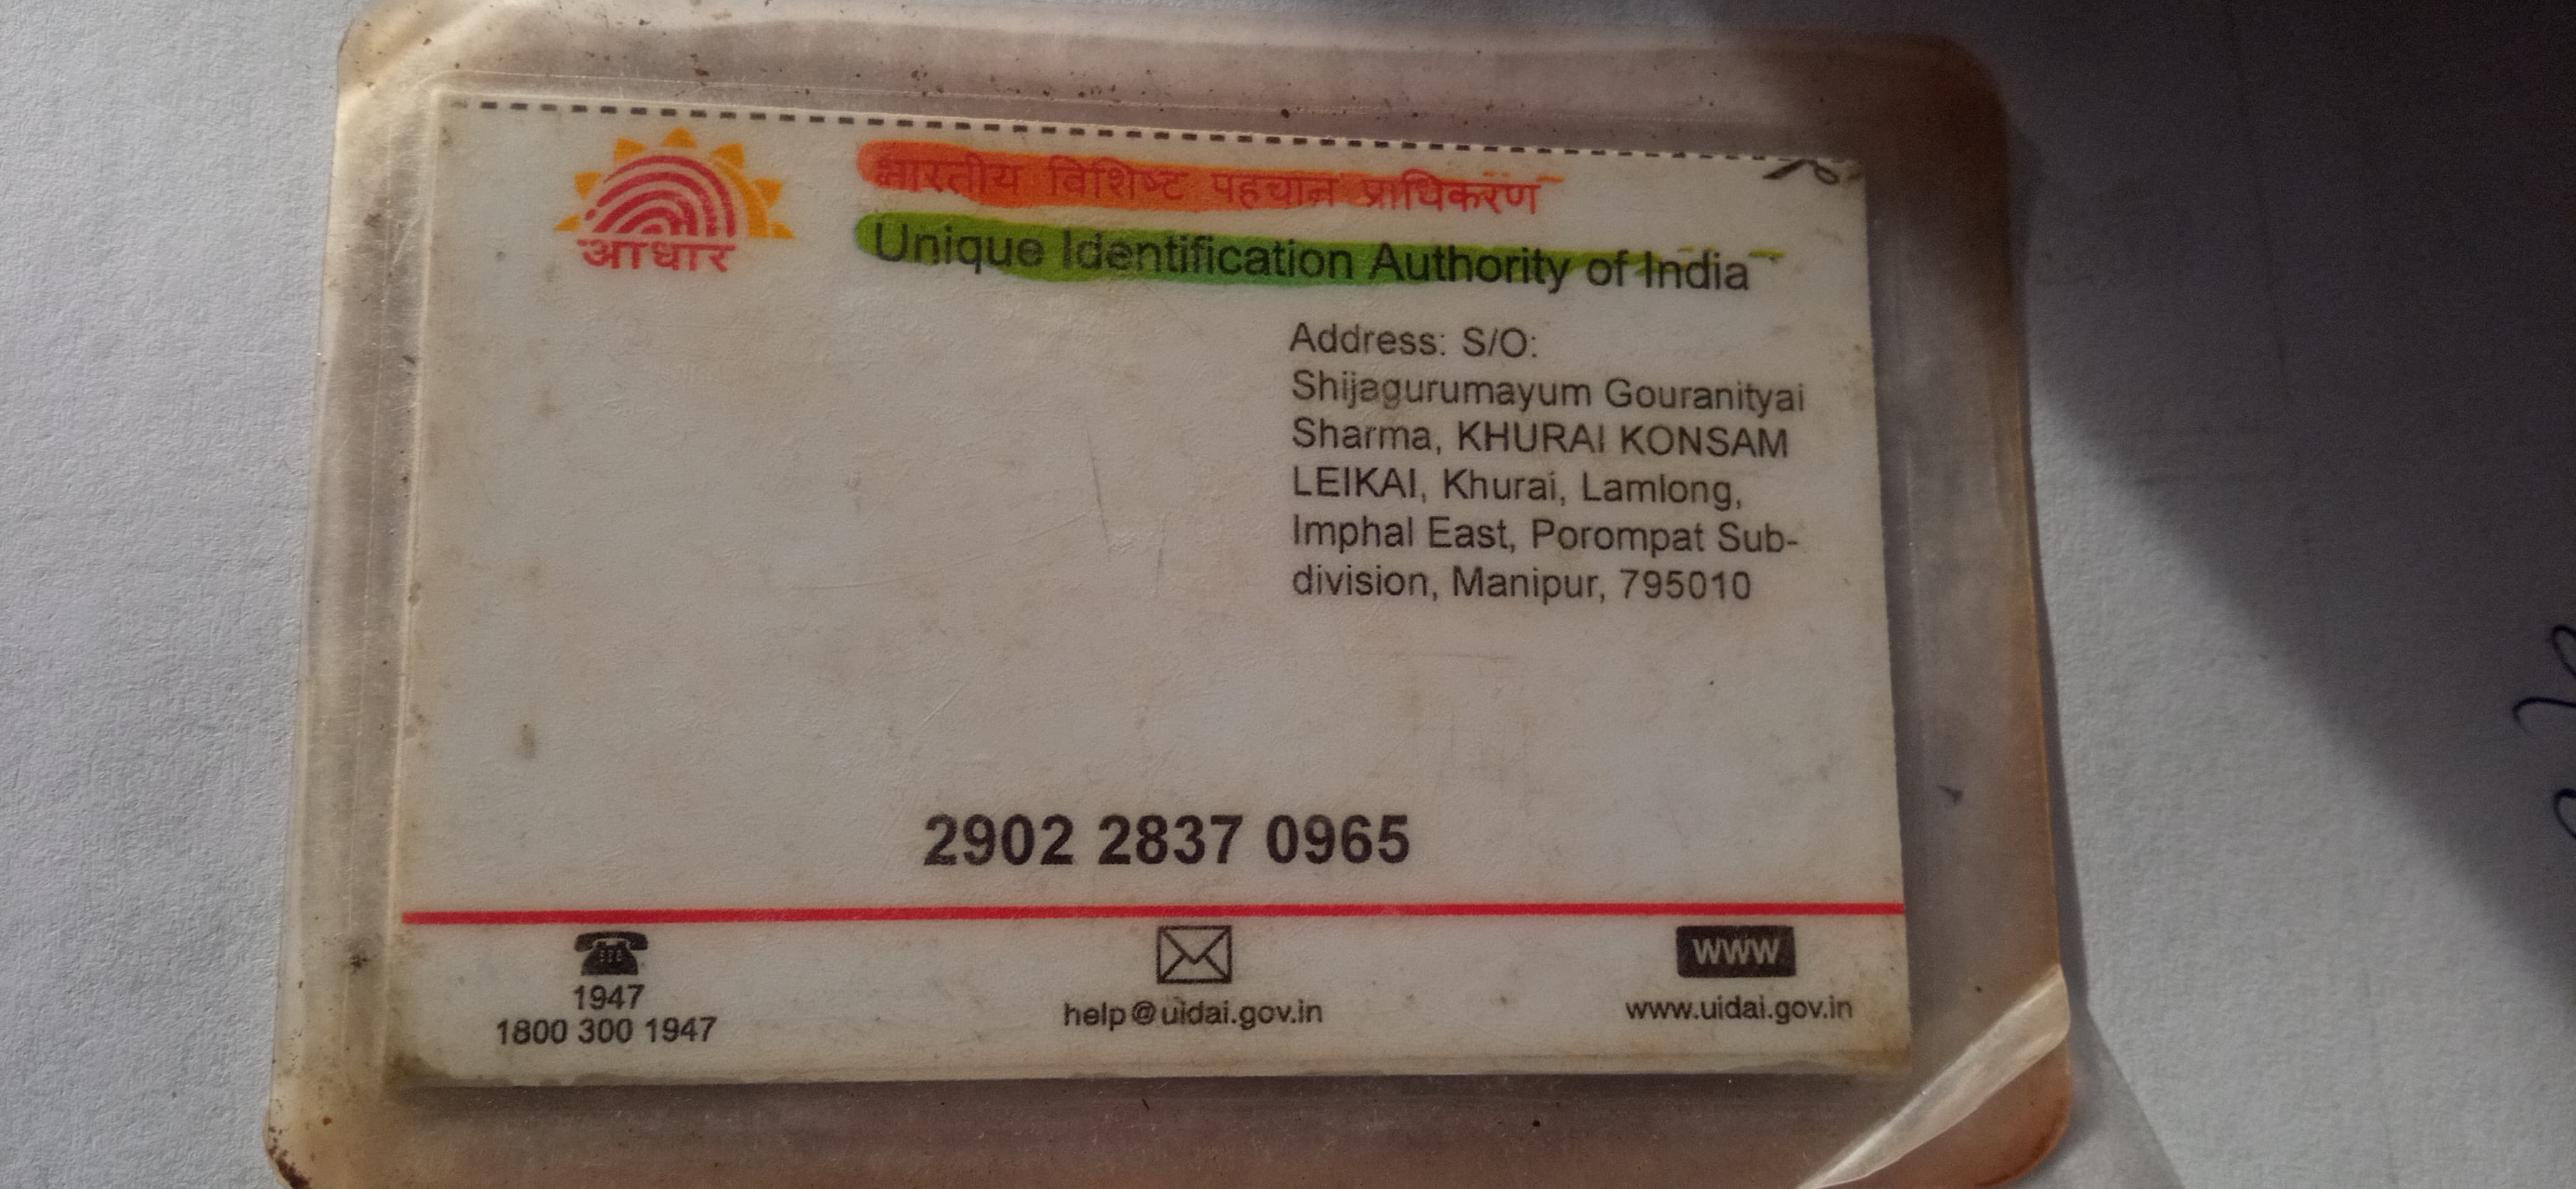 आधार
भारतीय विशिष्ट पहचान प्राधिकरण
Unique Identification Authority of India
Address: S/O:
Shijagurumayum Gouranityai
Sharma, KHURAI KONSAM
LEIKAI, Khurai, Lamlong,
Imphal East, Porompat Sub-
division, Manipur, 795010
2902 2837 0965
1947
1800 300 1947
help@uidai.gov.in
WWW
www.uidai.gov.in